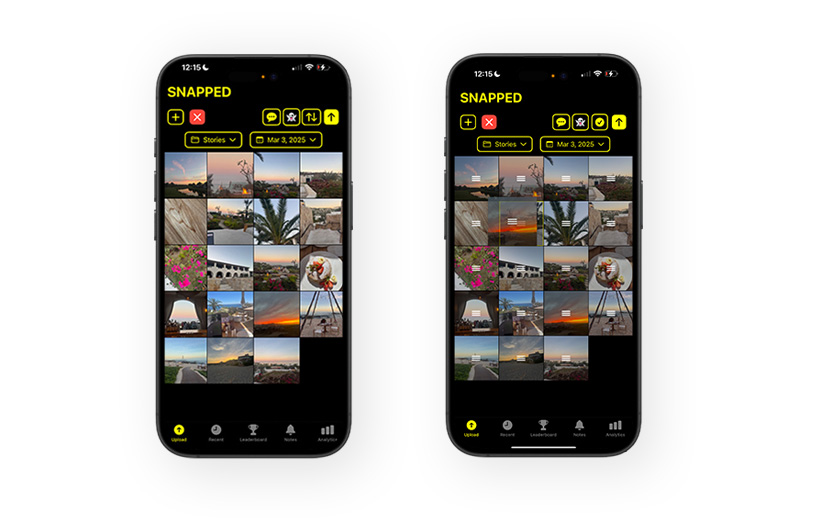 12:15
SNAPPED
Stories
Mar 3, 2025
Upload
Recent
Leaderboard
Notes
Analytics
12:15
SNAPPED
Stories
Mar 3, 2025
Upload
Recent
Leaderboard
Notes
Analytics